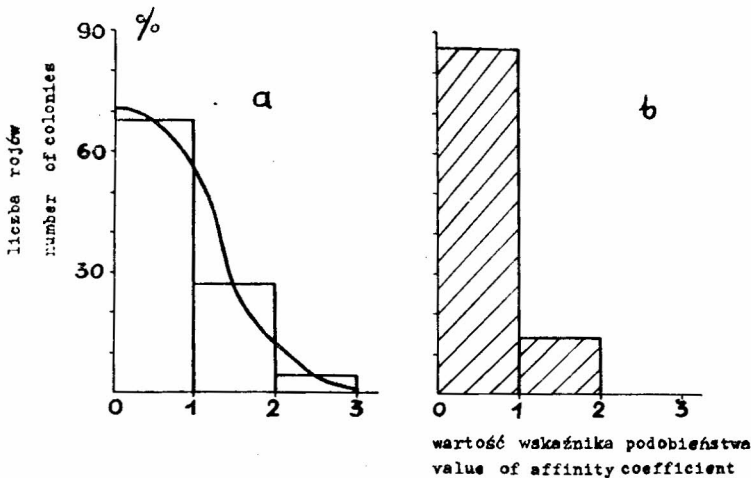 %
90
60
30
liczba rojów
number of colonies
a
0 1 2 3
b
0 1 2 3
wartość wskaźnika podobieństwa
value of affinity coefficient